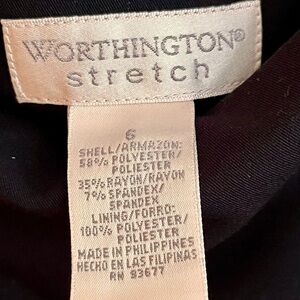 WORTHINGTON®
stretch
6
SHELL/ARMAZON:
58% POLYESTER/
POLIESTER
35% RAYON/RAYON
7% SPANDEX/
SPANDEX
LINING/FORRO:
100% POLYESTER/
POLIESTER
MADE IN PHILIPPINES
HECHO EN LAS FILIPINAS
RN 93677